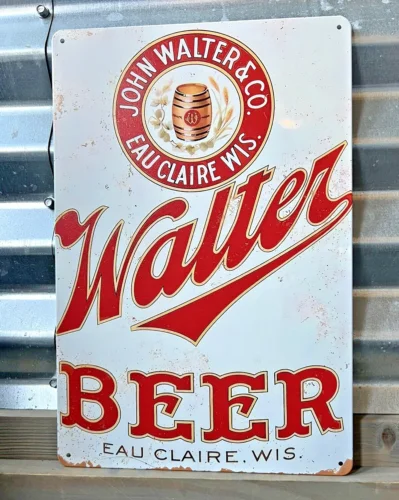 JOHN WALTER & CO.
EAU CLAIRE WIS.
Walter
BEER
EAU CLAIRE, WIS.